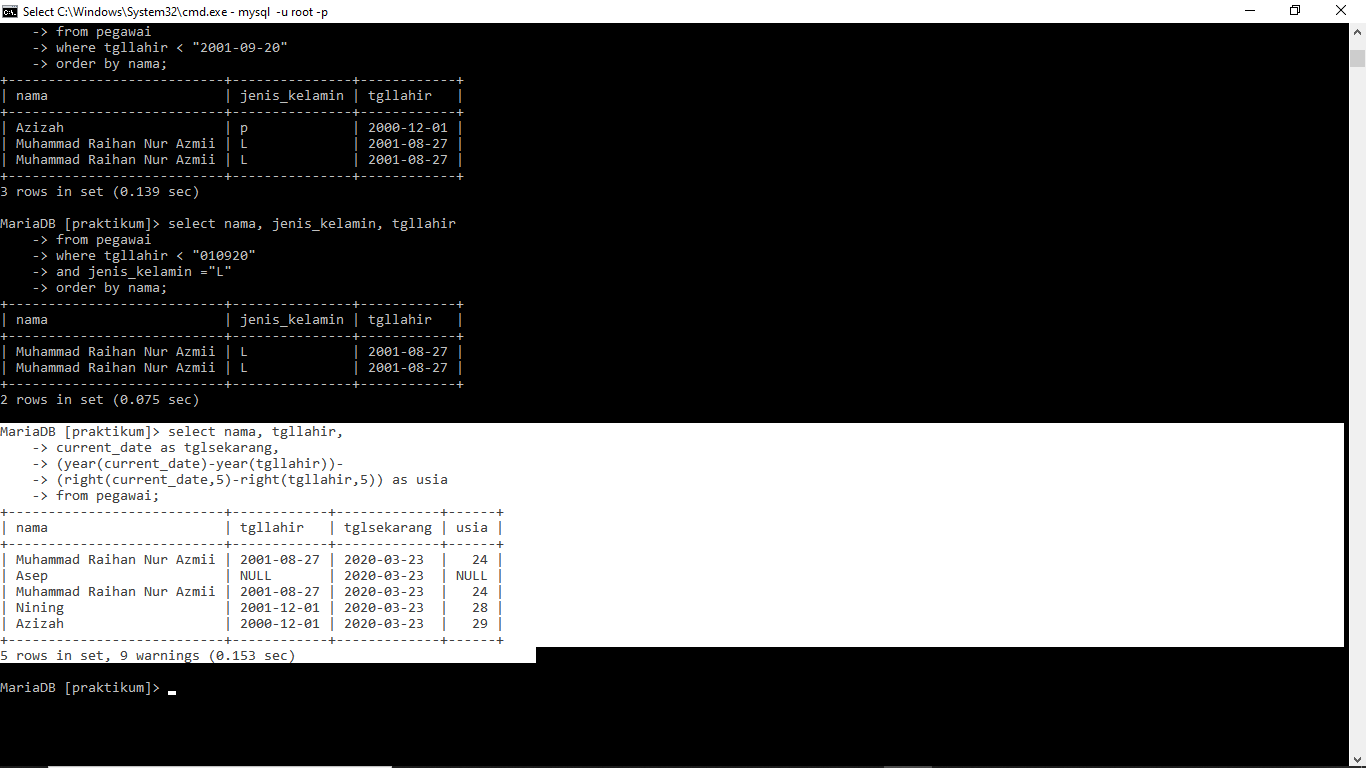 Select C:\Windows\System32\cmd.exe - mysql  -u root -p
    -> from pegawai
    -> where tgllahir < "2001-09-20"
    -> order by nama;
+---------------------------+---------------+------------+
| nama                      | jenis_kelamin | tgllahir   |
+---------------------------+---------------+------------+
| Azizah                    | p             | 2000-12-01 |
| Muhammad Raihan Nur Azmii | L             | 2001-08-27 |
| Muhammad Raihan Nur Azmii | L             | 2001-08-27 |
+---------------------------+---------------+------------+
3 rows in set (0.139 sec)
MariaDB [praktikum]> select nama, jenis_kelamin, tgllahir
    -> from pegawai
    -> where tgllahir < "010920"
    -> and jenis_kelamin ="L"
    -> order by nama;
+---------------------------+---------------+------------+
| nama                      | jenis_kelamin | tgllahir   |
+---------------------------+---------------+------------+
| Muhammad Raihan Nur Azmii | L             | 2001-08-27 |
| Muhammad Raihan Nur Azmii | L             | 2001-08-27 |
+---------------------------+---------------+------------+
2 rows in set (0.075 sec)
MariaDB [praktikum]> select nama, tgllahir,
    -> current_date as tglsekarang,
    -> (year(current_date)-year(tgllahir))-
    -> (right(current_date,5)-right(tgllahir,5)) as usia
    -> from pegawai;
+---------------------------+------------+-------------+------+
| nama                      | tgllahir   | tglsekarang | usia |
+---------------------------+------------+-------------+------+
| Muhammad Raihan Nur Azmii | 2001-08-27 | 2020-03-23  |   24 |
| Asep                      | NULL       | 2020-03-23  | NULL |
| Muhammad Raihan Nur Azmii | 2001-08-27 | 2020-03-23  |   24 |
| Nining                    | 2001-12-01 | 2020-03-23  |   28 |
| Azizah                    | 2000-12-01 | 2020-03-23  |   29 |
+---------------------------+------------+-------------+------+
5 rows in set, 9 warnings (0.153 sec)
MariaDB [praktikum]> _